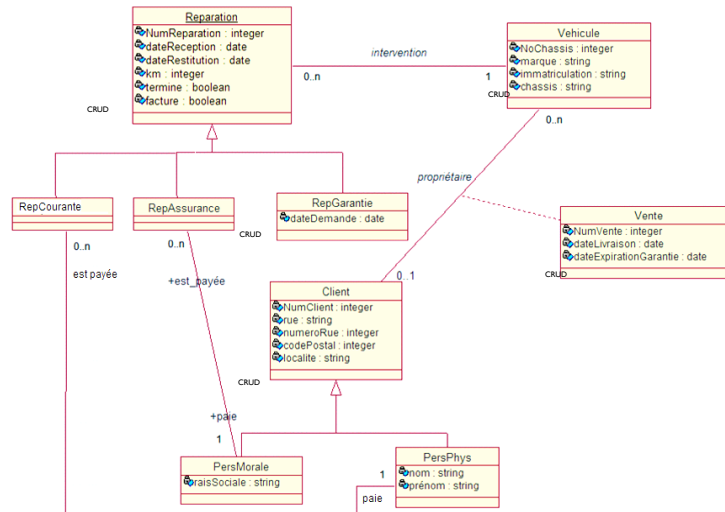 Reparation
NumReparation : integer
dateReception : date
dateRestitution : date
km : integer
termine : boolean
facture : boolean
CRUD
intervention
0..n
1
Vehicule
NoChassis : integer
marque : string
immatriculation : string
chassis : string
CRUD
0..n
propriétaire
RepCourante
RepAssurance
RepGarantie
dateDemande : date
CRUD
Vente
NumVente : integer
dateLivraison : date
dateExpirationGarantie : date
CRUD
0..n
est payée
0..n
+est_payée
0..1
Client
NumClient : integer
rue : string
numeroRue : integer
codePostal : integer
localite : string
CRUD
+paie
1
PersMorale
raisSociale : string
PersPhys
nom : string
prénom : string
1
paie